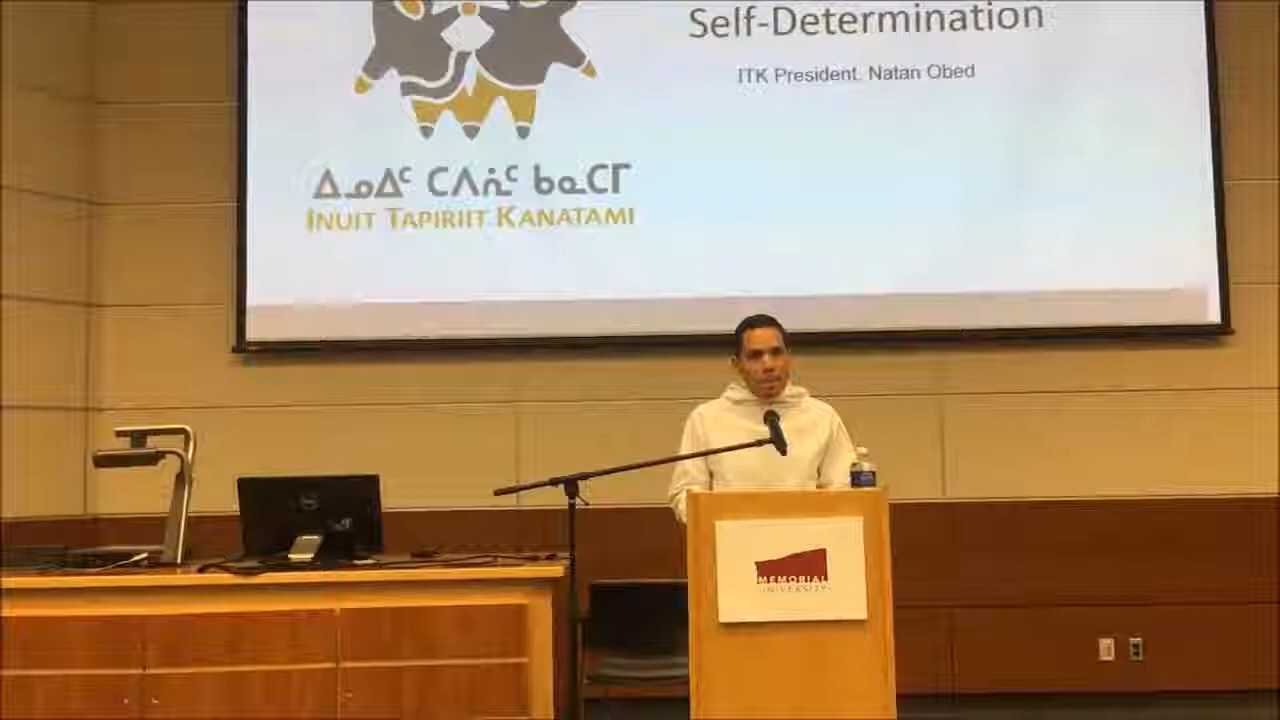 Self-Determination
ITK President, Natan Obed
ᐃᓄᐃᑦ ᑕᐱᕇᑦ ᑲᓇᑕᒥ
INUIT TAPIRIIT KANATAMI
MEMORIAL
UNIVERSITY